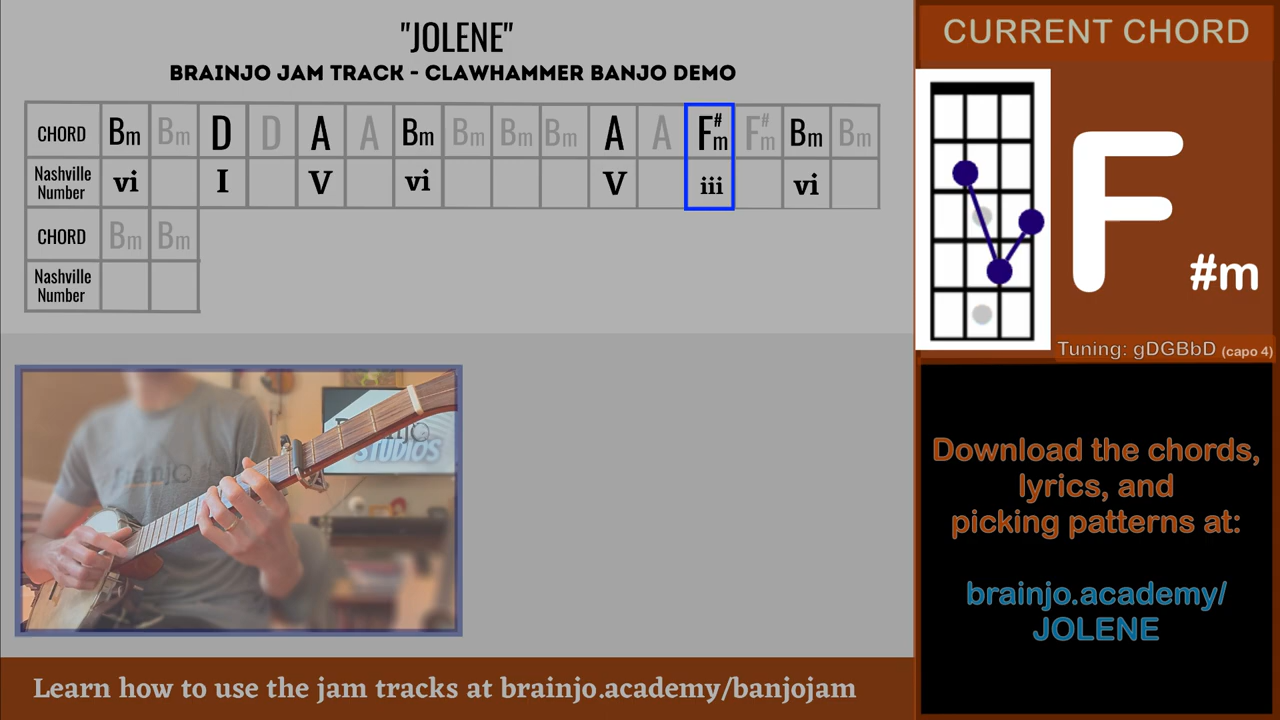 "JOLENE"
BRAINJO JAM TRACK - CLAWHAMMER BANJO DEMO
CHORD Bm Bm D D A A Bm Bm Bm Bm A A F#m F#m Bm Bm
Nashville Number vi I V vi V iii vi
CHORD Bm Bm
Nashville Number
STUDIOS
Learn how to use the jam tracks at brainjo.academy/banjojam
CURRENT CHORD
F #m
Tuning: gDGBbD (capo 4)
Download the chords,
lyrics, and
picking patterns at:
brainjo.academy/
JOLENE